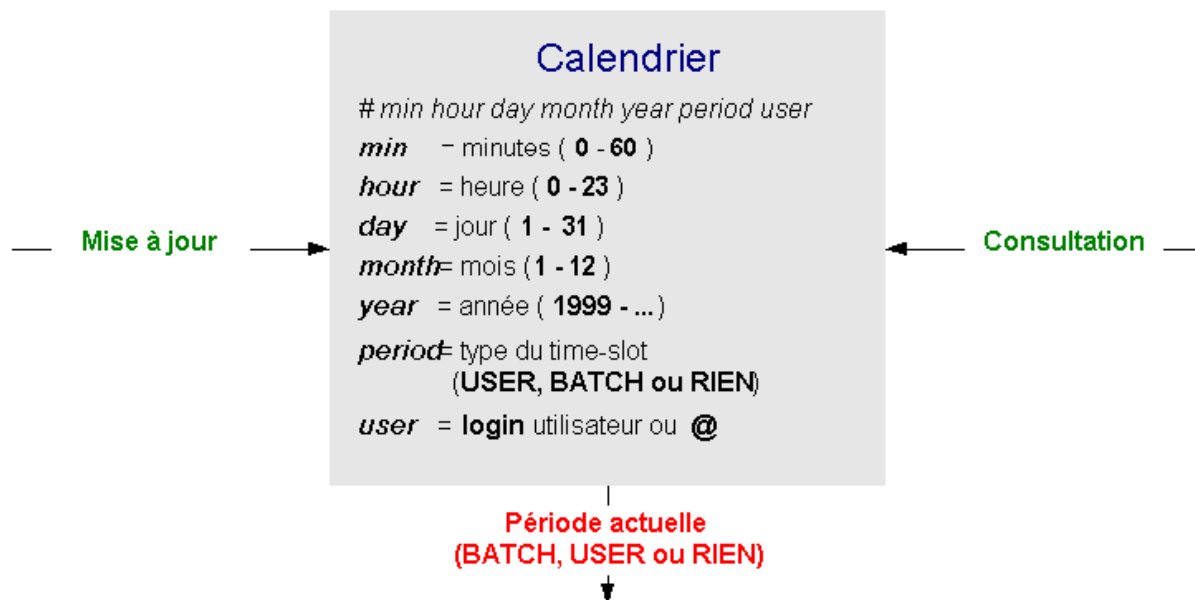 Calendrier
# min hour day month year period user
min = minutes ( 0 - 60 )
hour = heure ( 0 - 23 )
day = jour ( 1 - 31 )
Mise à jour
Consultation
month= mois (1 - 12 )
year = année ( 1999 - ...)
period= type du time-slot
(USER, BATCH ou RIEN)
user = login utilisateur ou @
Période actuelle
(BATCH, USER ou RIEN)